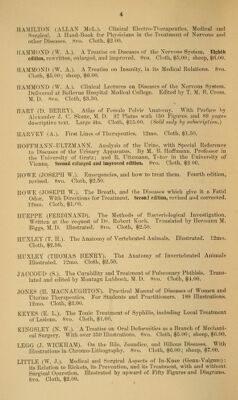 4
HAMILTON (ALLAN McL.). Clinical Electro-Therapeutics, Medical and
Surgical. A Hand-Book for Physicians in the Treatment of Nervous and
other Diseases. 8vo. Cloth, $2.00.
HAMMOND (W. A.). A Treatise on Diseases of the Nervous System. Eighth
edition, rewritten, enlarged, and improved. 8vo. Cloth, $5.00; sheep, $6.00.
HAMMOND (W. A.). A Treatise on Insanity, in its Medical Relations. 8vo.
Cloth, $5.00; sheep, $6.00.
HAMMOND (W. A.). Clinical Lectures on Diseases of the Nervous System.
Delivered at Bellevue Hospital Medical College. Edited by T. M. B. Cross,
M. D. 8vo. Cloth, $3.50.
HART (D. BERRY). Atlas of Female Pelvic Anatomy. With Preface by
Alexander J. C. Skene, M. D. 37 Plates with 150 Figures, and 89 pages
descriptive text. Large 4to. Cloth, $15.00. (Sold only by subscription.)
HARVEY (A.). First Lines of Therapeutics. 12mo. Cloth, $1.50.
HOFFMANN-ULTZMANN. Analysis of the Urine, with Special Reference
to Diseases of the Urinary Apparatus. By M. B. Hoffmann, Professor in
the University of Gratz; and R. Ultzmann, Tutor in the University of
Vienna. Second enlarged and improved edition. 8vo. Cloth, $2.00.
HOWE (JOSEPH W.). Emergencies, and how to treat them. Fourth edition,
revised. 8vo. Cloth, $2.50.
HOWE (JOSEPH W.). The Breath, and the Diseases which give it a Fetid
Odor. With Directions for Treatment. Second edition, revised and corrected.
12mo. Cloth, $1.00.
HUEPPE (FERDINAND). The Methods of Bacteriological Investigation.
Written at the request of Dr. Robert Koch. Translated by Hermann M.
Biggs, M. D. Illustrated. 8vo. Cloth, $2.50.
HUXLEY (T. H.). The Anatomy of Vertebrated Animals. Illustrated. 12mo.
Cloth, $2.50.
HUXLEY (THOMAS HENRY). The Anatomy of Invertebrated Animals
Illustrated. 12mo. Cloth, $2.50.
JACCOUD (S.). The Curability and Treatment of Pulmonary Phthisis. Trans-
lated and edited by Montagu Lubbock, M. D. 8vo. Cloth, $4.00.
JONES (H. MACNAUGHTON). Practical Manual of Diseases of Women and
Uterine Therapeutics. For Students and Practitioners. 188 Illustrations.
12mo. Cloth, $3.00.
KEYES (E. L.). The Tonic Treatment of Syphilis, including Local Treatment
of Lesions. 8vo. Cloth, $1.00.
KINGSLEY (N. W.). A Treatise on Oral Deformities as a Branch of Mechani-
cal Surgery. With over 350 Illustrations. 8vo. Cloth, $5.00; sheep, $6.00.
LEGG (J. WICKHAM). On the Bile, Jaundice, and Bilious Diseases. With
Illustrations in Chromo-Lithography. 8vo. Cloth, $6.00; sheep, $7.00.
LITTLE (W. J.). Medical and Surgical Aspects of In-Knee (Genu-Valgum):
its Relation to Rickets, its Prevention, and its Treatment, with and without
Surgical Operation. Illustrated by upward of Fifty Figures and Diagrams.
8vo. Cloth, $2.00.